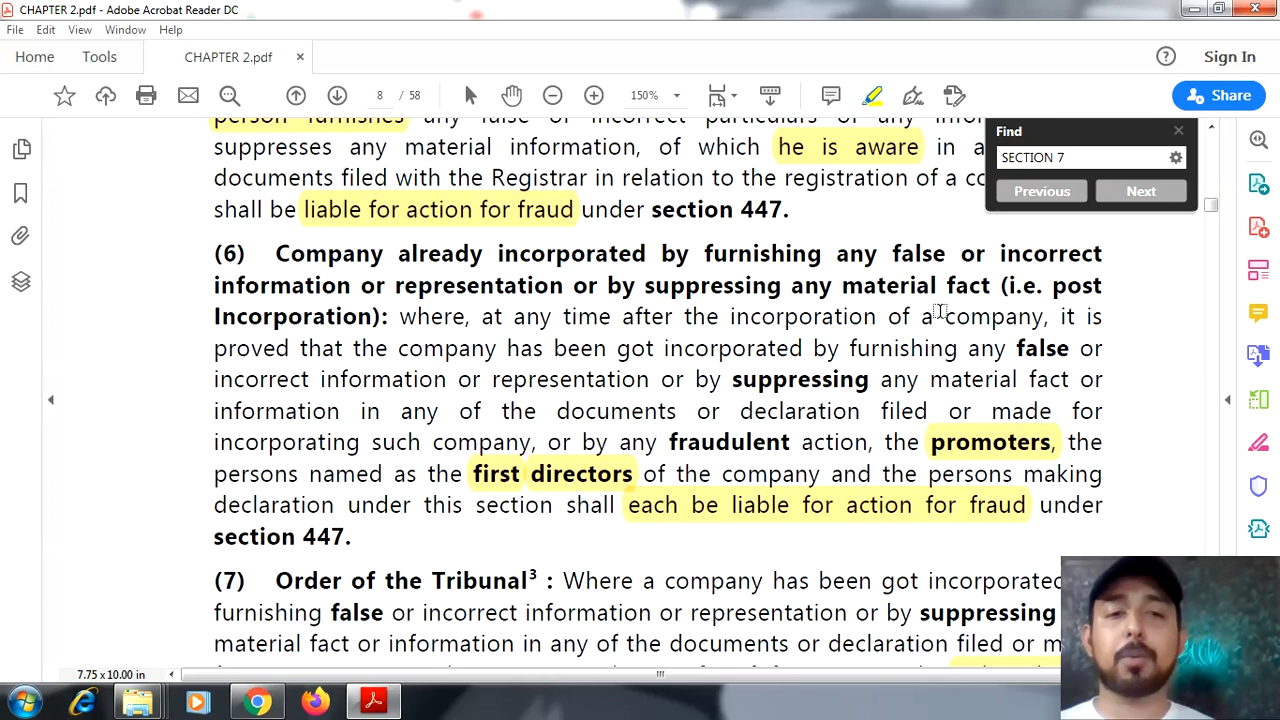 CHAPTER 2.pdf - Adobe Acrobat Reader DC
File Edit View Window Help
Home Tools CHAPTER 2.pdf × Sign In
8 / 58 150% Share
person furnishes any false or incorrect particulars of any
Find
SECTION 7
Previous Next
suppresses any material information, of which he is aware in a
documents filed with the Registrar in relation to the registration of a co
shall be liable for action for fraud under section 447.
(6) Company already incorporated by furnishing any false or incorrect
information or representation or by suppressing any material fact (i.e. post
Incorporation): where, at any time after the incorporation of a company, it is
proved that the company has been got incorporated by furnishing any false or
incorrect information or representation or by suppressing any material fact or
information in any of the documents or declaration filed or made for
incorporating such company, or by any fraudulent action, the promoters, the
persons named as the first directors of the company and the persons making
declaration under this section shall each be liable for action for fraud under
section 447.
(7) Order of the Tribunal³ : Where a company has been got incorporated
furnishing false or incorrect information or representation or by suppressing
material fact or information in any of the documents or declaration filed or m
7.75 x 10.00 in